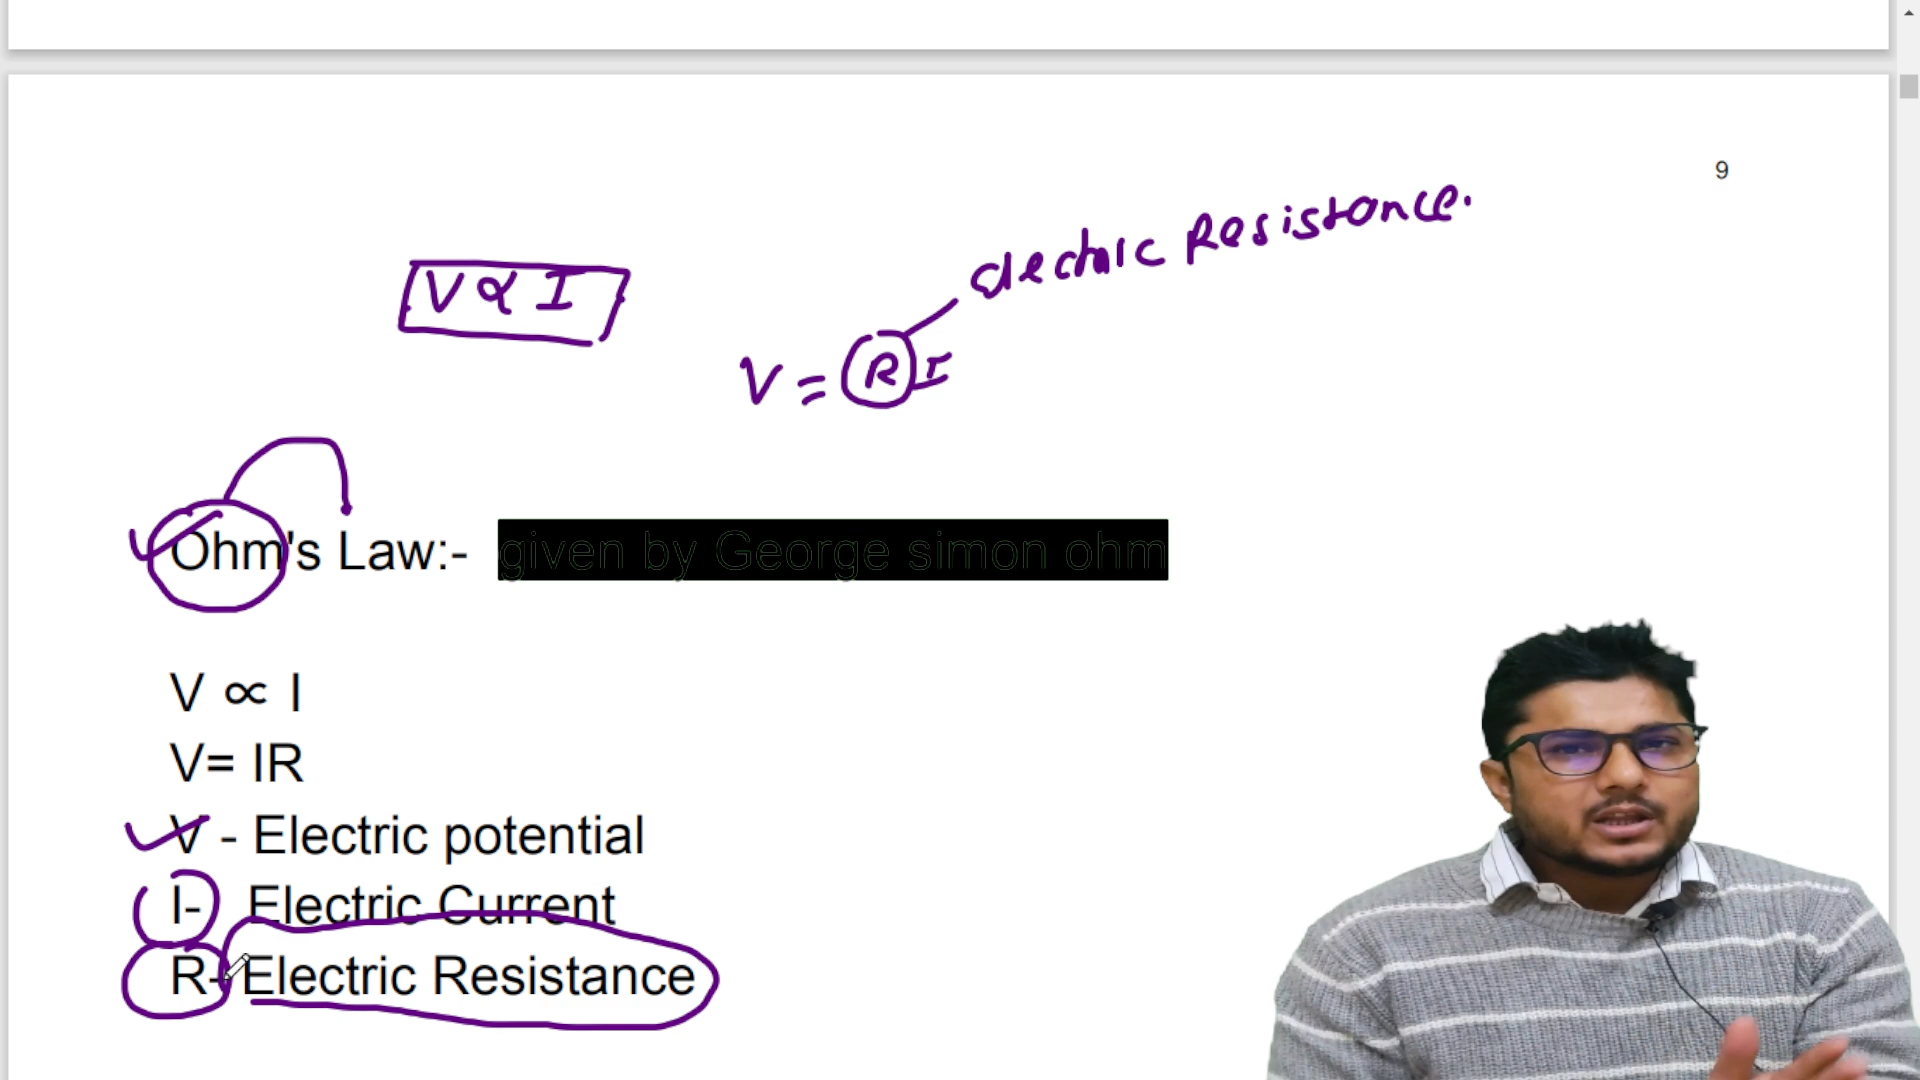 9
electric Resistance.
V ∝ I
V = R I
Ohm's Law:- given by George simon ohm
V ∝ I
V= IR
V - Electric potential
I- Electric Current
R- Electric Resistance